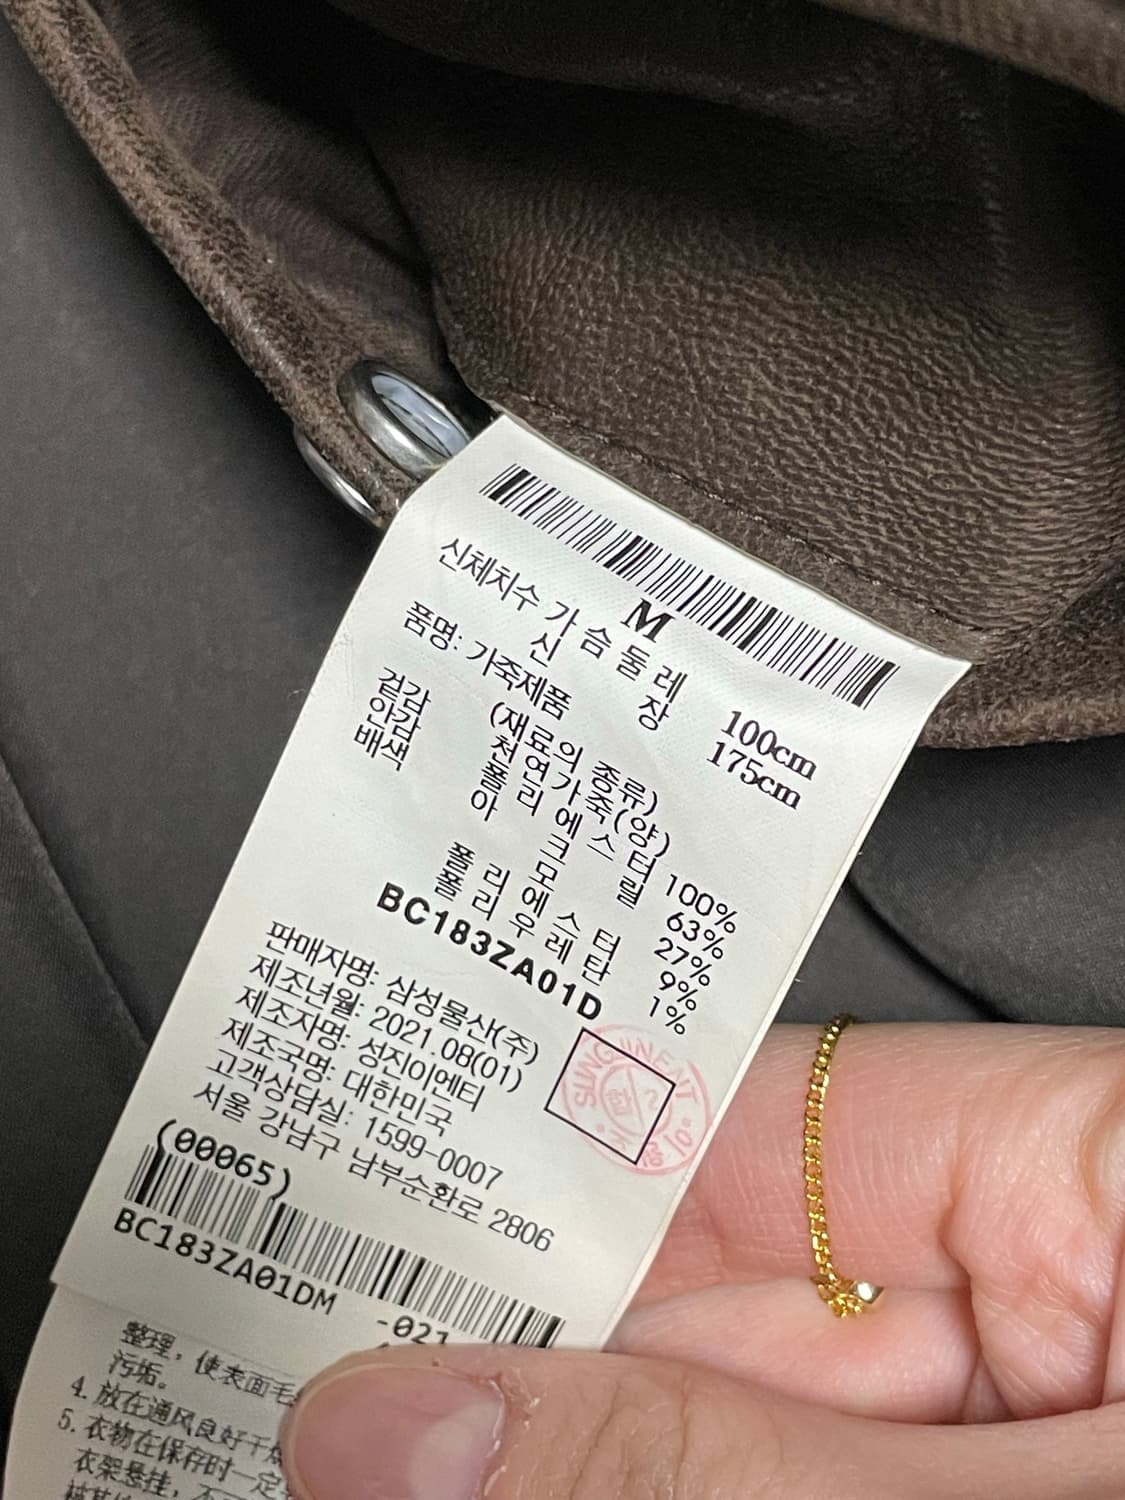 M
신체치수 가 슴 둘 레 100cm
신 장 175cm
품명: 가죽제품
(재료의 종류)
겉감 천연가죽(양)
안감 폴 리 에 스 터 100%
배색 아 크 릴 63%
모 27%
폴 리 에 스 터 9%
폴 리 우 레 탄 1%
BC183ZA01D
판매자명: 삼성물산(주)
제조년월: 2021.08(01)
제조자명: 성진이엔티
제조국명: 대한민국
고객상담실: 1599-0007
서울 강남구 남부순환로 2806
(00065)
BC183ZA01DM -021
整理，使表面毛
污垢。
4. 放在通风良好干燥
5. 衣物在保存时一定
衣架悬挂，不